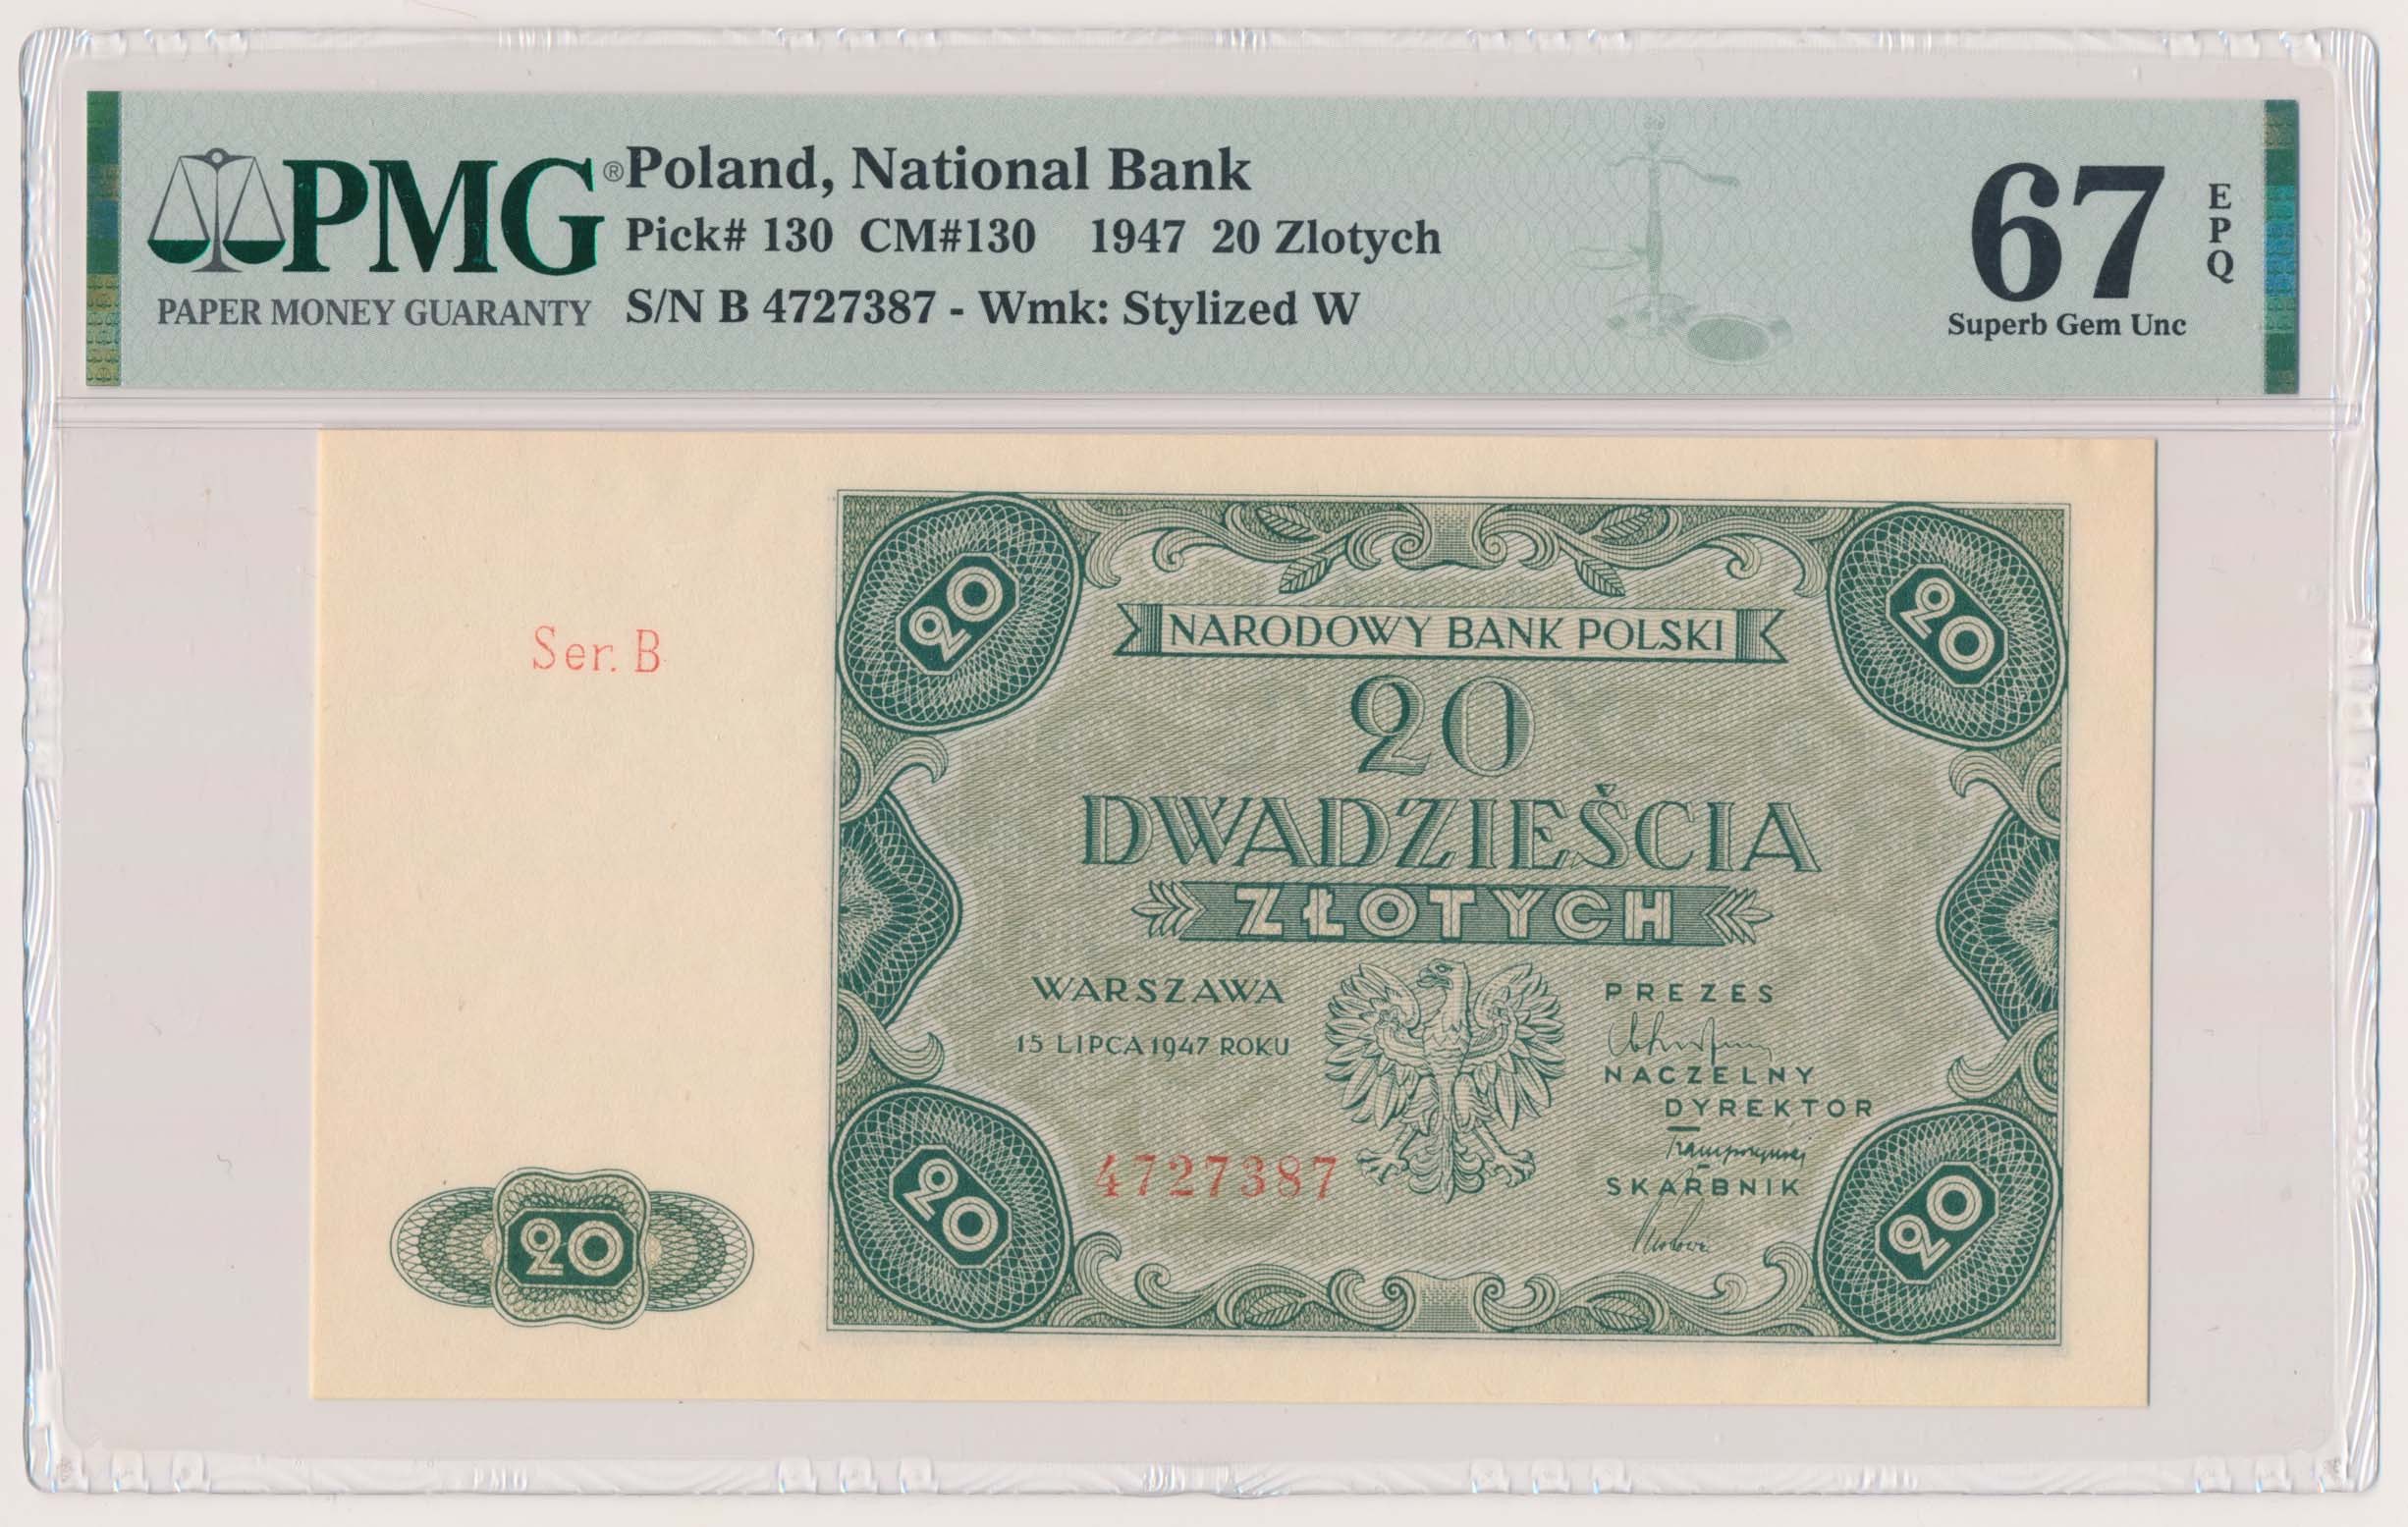 PMG®
PAPER MONEY GUARANTY
Poland, National Bank
Pick# 130 CM#130 1947 20 Zlotych
S/N B 4727387 - Wmk: Stylized W
67
EPQ
Superb Gem Unc
Ser. B
20
20
20
NARODOWY BANK POLSKI
20
DWADZIEŚCIA
ZŁOTYCH
WARSZAWA
15 LIPCA 1947 ROKU
PREZES
NACZELNY
DYREKTOR
SKARBNIK
4727387
20
20